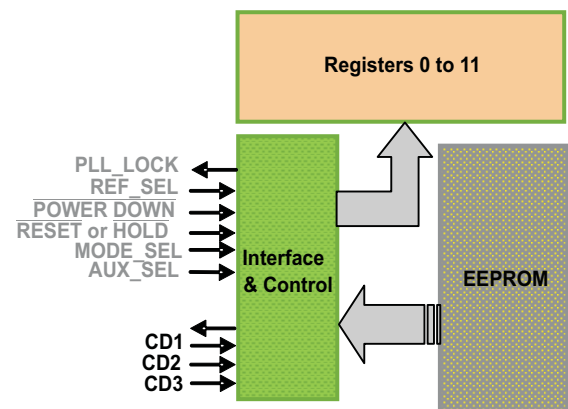 Registers 0 to 11
PLL_LOCK
REF_SEL
POWER DOWN
RESET or HOLD
MODE_SEL
AUX_SEL
Interface
& Control
EEPROM
CD1
CD2
CD3